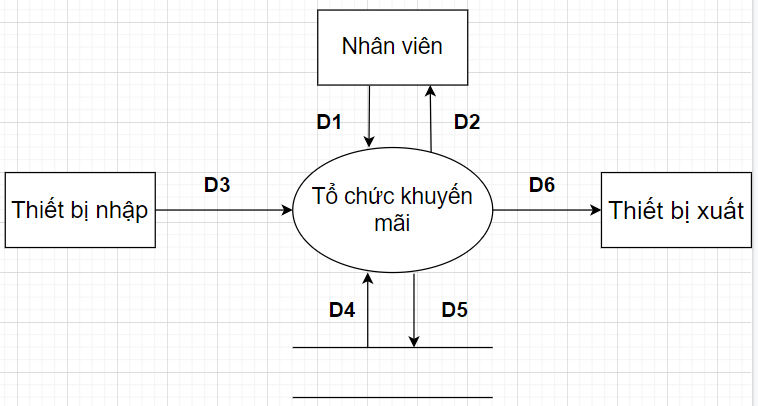 Nhân viên
D1
D2
D3
D6
Thiết bị nhập
Tổ chức khuyến
mãi
Thiết bị xuất
D4
D5